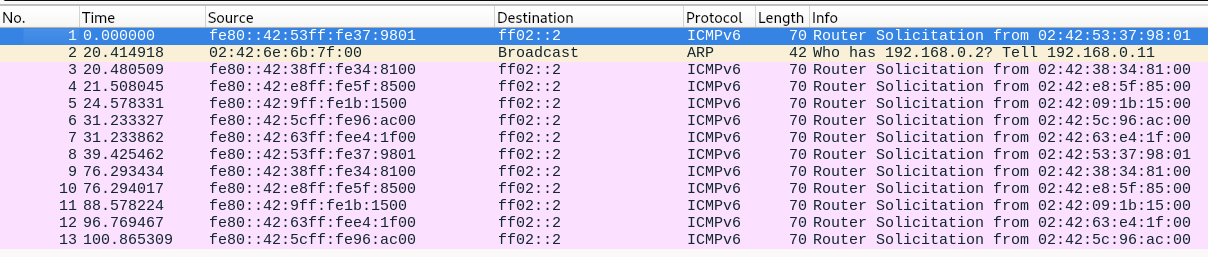 No. Time Source Destination Protocol Length Info
1 0.000000 fe80::42:53ff:fe37:9801 ff02::2 ICMPv6 70 Router Solicitation from 02:42:53:37:98:01
2 20.414918 02:42:6e:6b:7f:00 Broadcast ARP 42 Who has 192.168.0.2? Tell 192.168.0.11
3 20.480509 fe80::42:38ff:fe34:8100 ff02::2 ICMPv6 70 Router Solicitation from 02:42:38:34:81:00
4 21.508045 fe80::42:e8ff:fe5f:8500 ff02::2 ICMPv6 70 Router Solicitation from 02:42:e8:5f:85:00
5 24.578331 fe80::42:9ff:fe1b:1500 ff02::2 ICMPv6 70 Router Solicitation from 02:42:09:1b:15:00
6 31.233327 fe80::42:5cff:fe96:ac00 ff02::2 ICMPv6 70 Router Solicitation from 02:42:5c:96:ac:00
7 31.233862 fe80::42:63ff:fee4:1f00 ff02::2 ICMPv6 70 Router Solicitation from 02:42:63:e4:1f:00
8 39.425462 fe80::42:53ff:fe37:9801 ff02::2 ICMPv6 70 Router Solicitation from 02:42:53:37:98:01
9 76.293434 fe80::42:38ff:fe34:8100 ff02::2 ICMPv6 70 Router Solicitation from 02:42:38:34:81:00
10 76.294017 fe80::42:e8ff:fe5f:8500 ff02::2 ICMPv6 70 Router Solicitation from 02:42:e8:5f:85:00
11 88.578224 fe80::42:9ff:fe1b:1500 ff02::2 ICMPv6 70 Router Solicitation from 02:42:09:1b:15:00
12 96.769467 fe80::42:63ff:fee4:1f00 ff02::2 ICMPv6 70 Router Solicitation from 02:42:63:e4:1f:00
13 100.865309 fe80::42:5cff:fe96:ac00 ff02::2 ICMPv6 70 Router Solicitation from 02:42:5c:96:ac:00